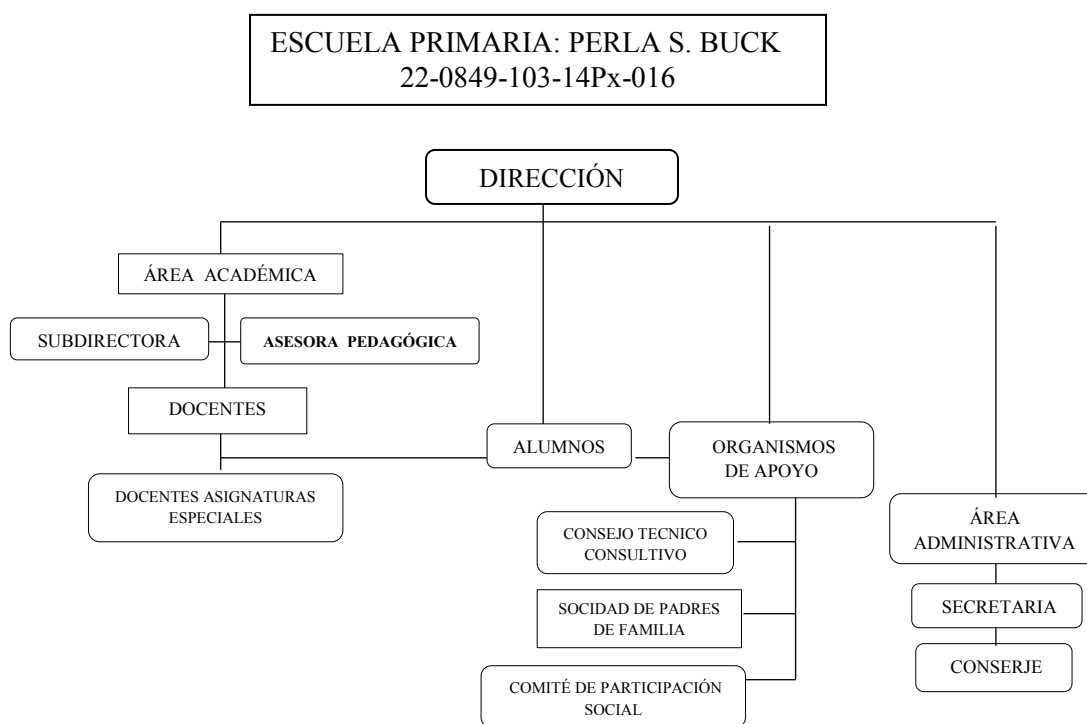 ESCUELA PRIMARIA: PERLA S. BUCK
22-0849-103-14Px-016
DIRECCIÓN
ÁREA ACADÉMICA
SUBDIRECTORA
ASESORA PEDAGÓGICA
DOCENTES
ALUMNOS
ORGANISMOS
DE APOYO
DOCENTES ASIGNATURAS
ESPECIALES
CONSEJO TECNICO
CONSULTIVO
SOCIDAD DE PADRES
DE FAMILIA
COMITÉ DE PARTICIPACIÓN
SOCIAL
ÁREA
ADMINISTRATIVA
SECRETARIA
CONSERJE